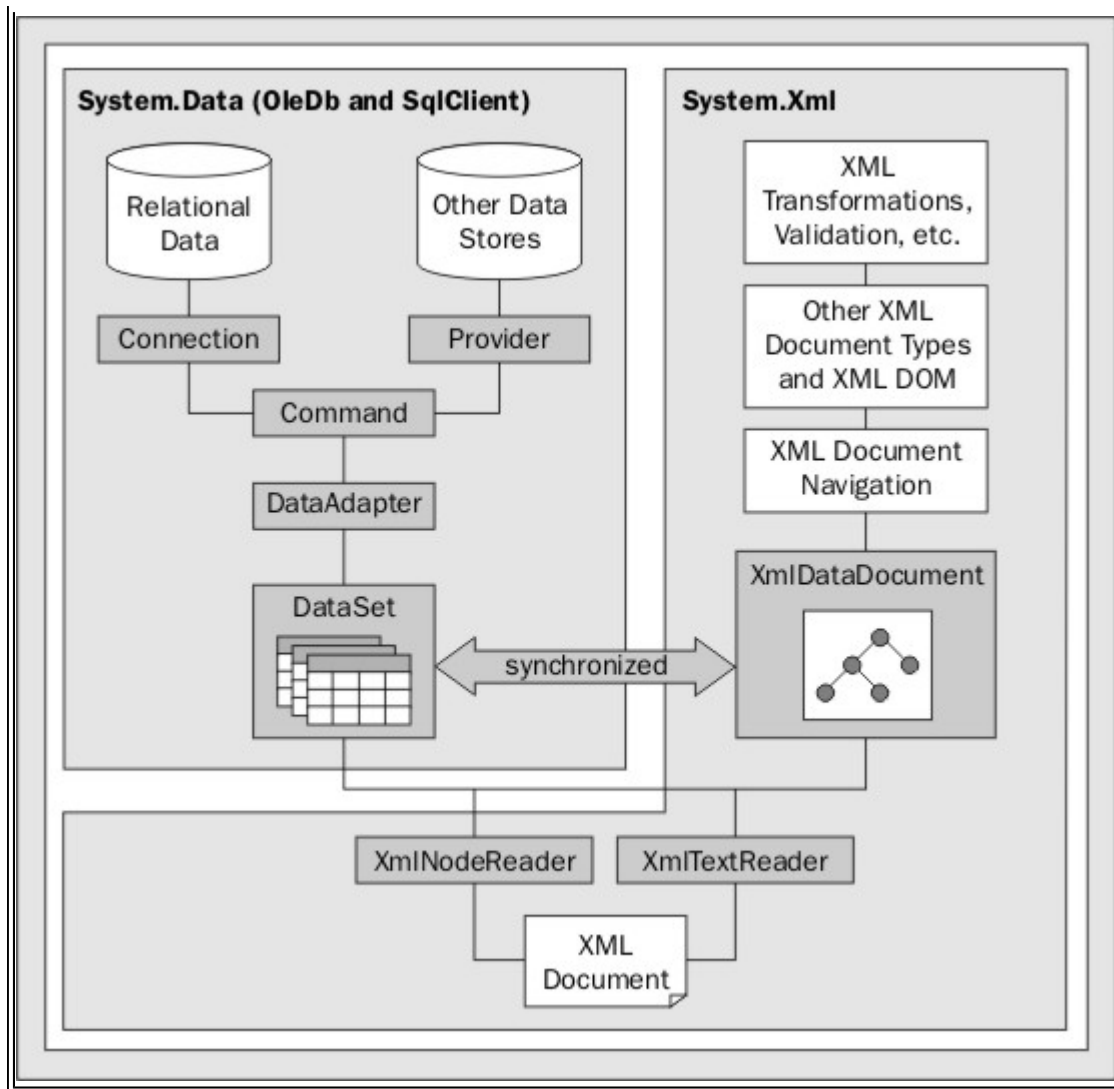 System.Data (OleDb and SqlClient)
Relational
Data
Other Data
Stores
Connection
Provider
Command
DataAdapter
DataSet
synchronized
System.Xml
XML
Transformations,
Validation, etc.
Other XML
Document Types
and XML DOM
XML Document
Navigation
XmlDataDocument
XmlNodeReader
XmlTextReader
XML
Document